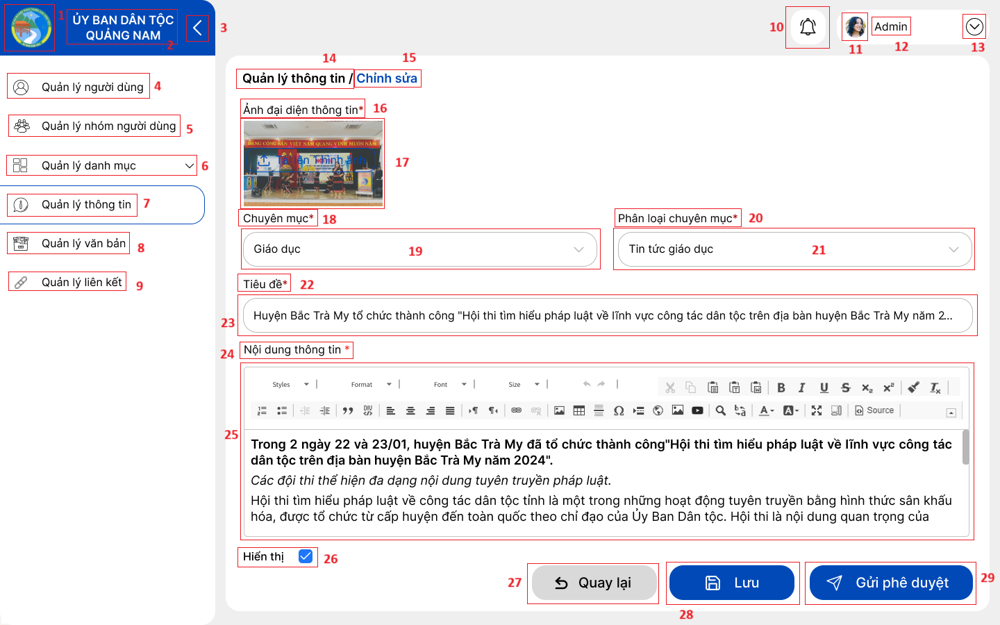 1
ỦY BAN DÂN TỘC
QUẢNG NAM
2
3
10
11
Admin
12
13
Quản lý người dùng
4
Quản lý nhóm người dùng
5
Quản lý danh mục
6
Quản lý thông tin
7
Quản lý văn bản
8
Quản lý liên kết
9
14
15
Quản lý thông tin / Chỉnh sửa
Ảnh đại diện thông tin*
16
ĐẢNG CỘNG SẢN VIỆT NAM QUANG VINH MUÔN NĂM
Tải lên 1 hình ảnh
17
Chuyên mục*
18
Phân loại chuyên mục*
20
Giáo dục
19
Tin tức giáo dục
21
Tiêu đề*
22
Huyện Bắc Trà My tổ chức thành công "Hội thi tìm hiểu pháp luật về lĩnh vực công tác dân tộc trên địa bàn huyện Bắc Trà My năm 2...
23
Nội dung thông tin *
24
Styles Format Font Size
Source
25
Trong 2 ngày 22 và 23/01, huyện Bắc Trà My đã tổ chức thành công"Hội thi tìm hiểu pháp luật về lĩnh vực công tác
dân tộc trên địa bàn huyện Bắc Trà My năm 2024".
Các đội thi thể hiện đa dạng nội dung tuyên truyền pháp luật.
Hội thi tìm hiểu pháp luật về công tác dân tộc tỉnh là một trong những hoạt động tuyên truyền bằng hình thức sân khấu
hóa, được tổ chức từ cấp huyện đến toàn quốc theo chỉ đạo của Ủy Ban Dân tộc. Hội thi là nội dung quan trọng của
Hiển thị
26
27
Quay lại
Lưu
28
Gửi phê duyệt
29